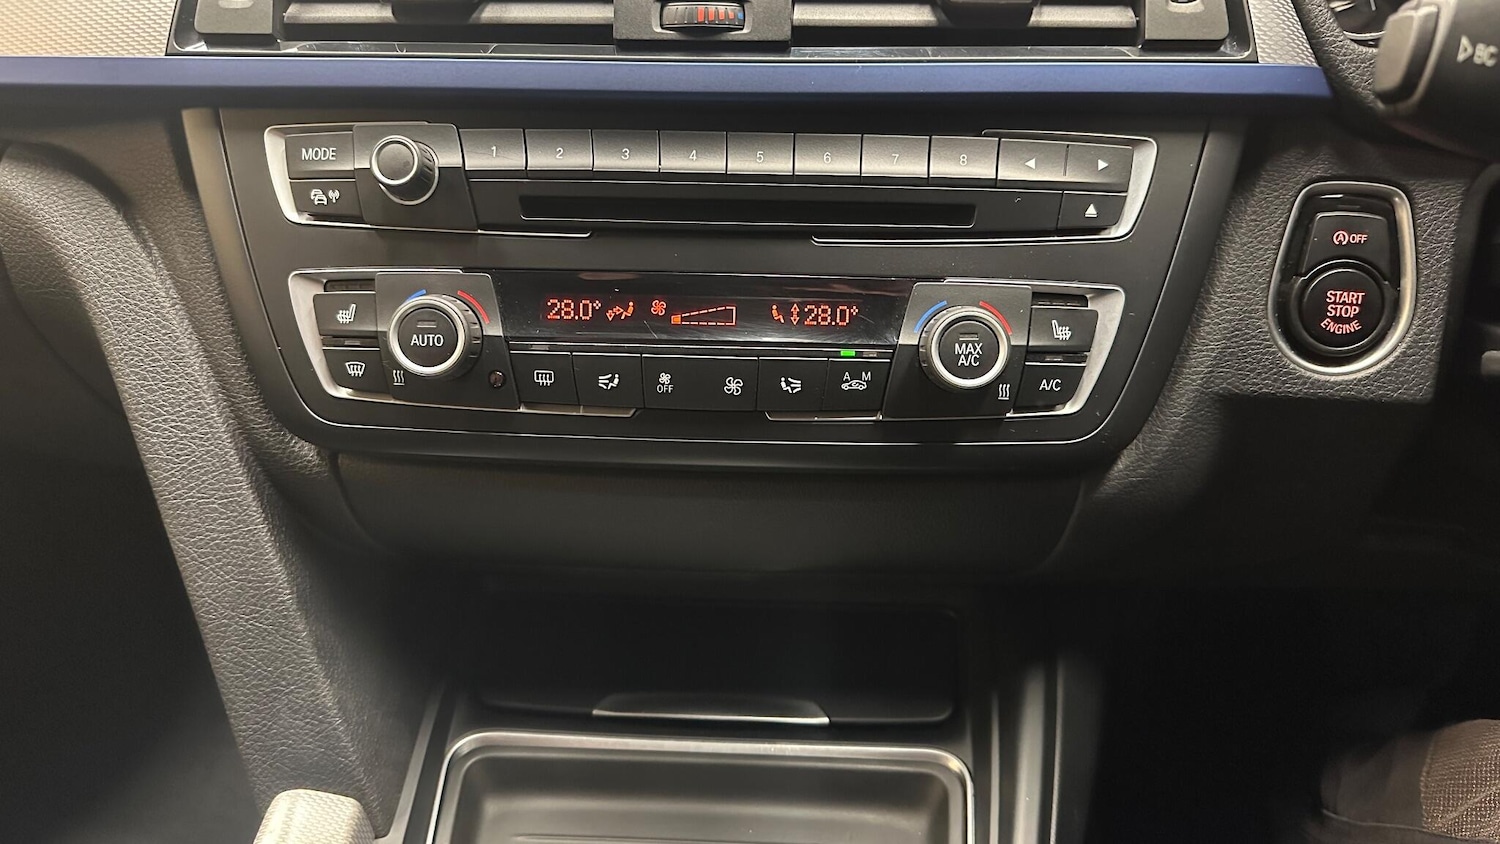 BC
MODE
1 2 3 4 5 6 7 8
A OFF
START
STOP
ENGINE
28.0° 28.0°
AUTO
MAX
A/C
OFF
A M
A/C